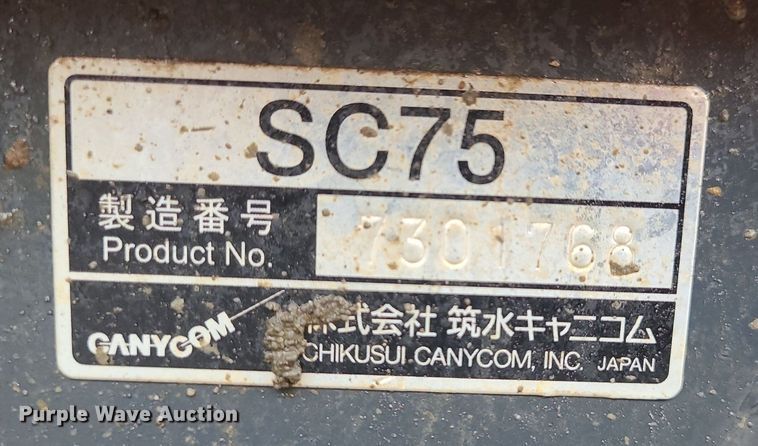 SC75
製造番号
Product No.
7301768
CANYCOM
株式会社 筑水キャニコム
CHIKUSUI CANYCOM, INC. JAPAN
Purple Wave Auction